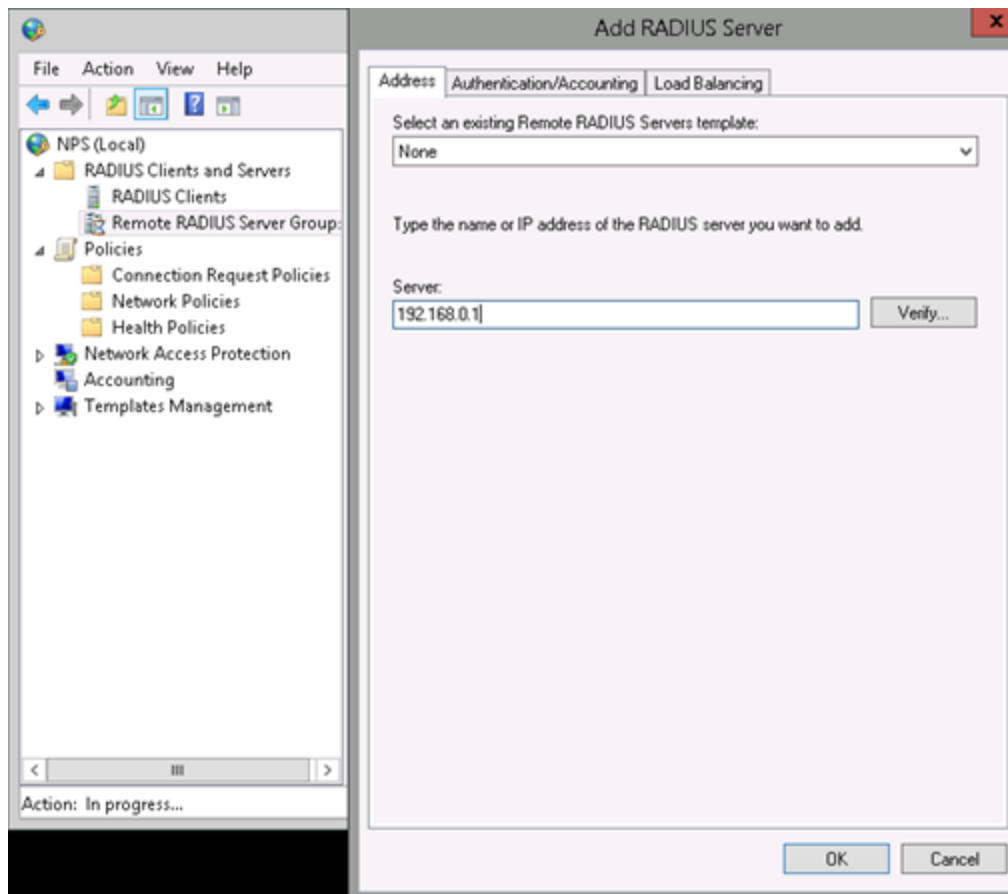 Add RADIUS Server
x
File Action View Help
NPS (Local)
RADIUS Clients and Servers
RADIUS Clients
Remote RADIUS Server Group:
Policies
Connection Request Policies
Network Policies
Health Policies
Network Access Protection
Accounting
Templates Management
Action: In progress...
Address Authentication/Accounting Load Balancing
Select an existing Remote RADIUS Servers template:
None
Type the name or IP address of the RADIUS server you want to add.
Server:
192.168.0.1
Verify...
OK Cancel